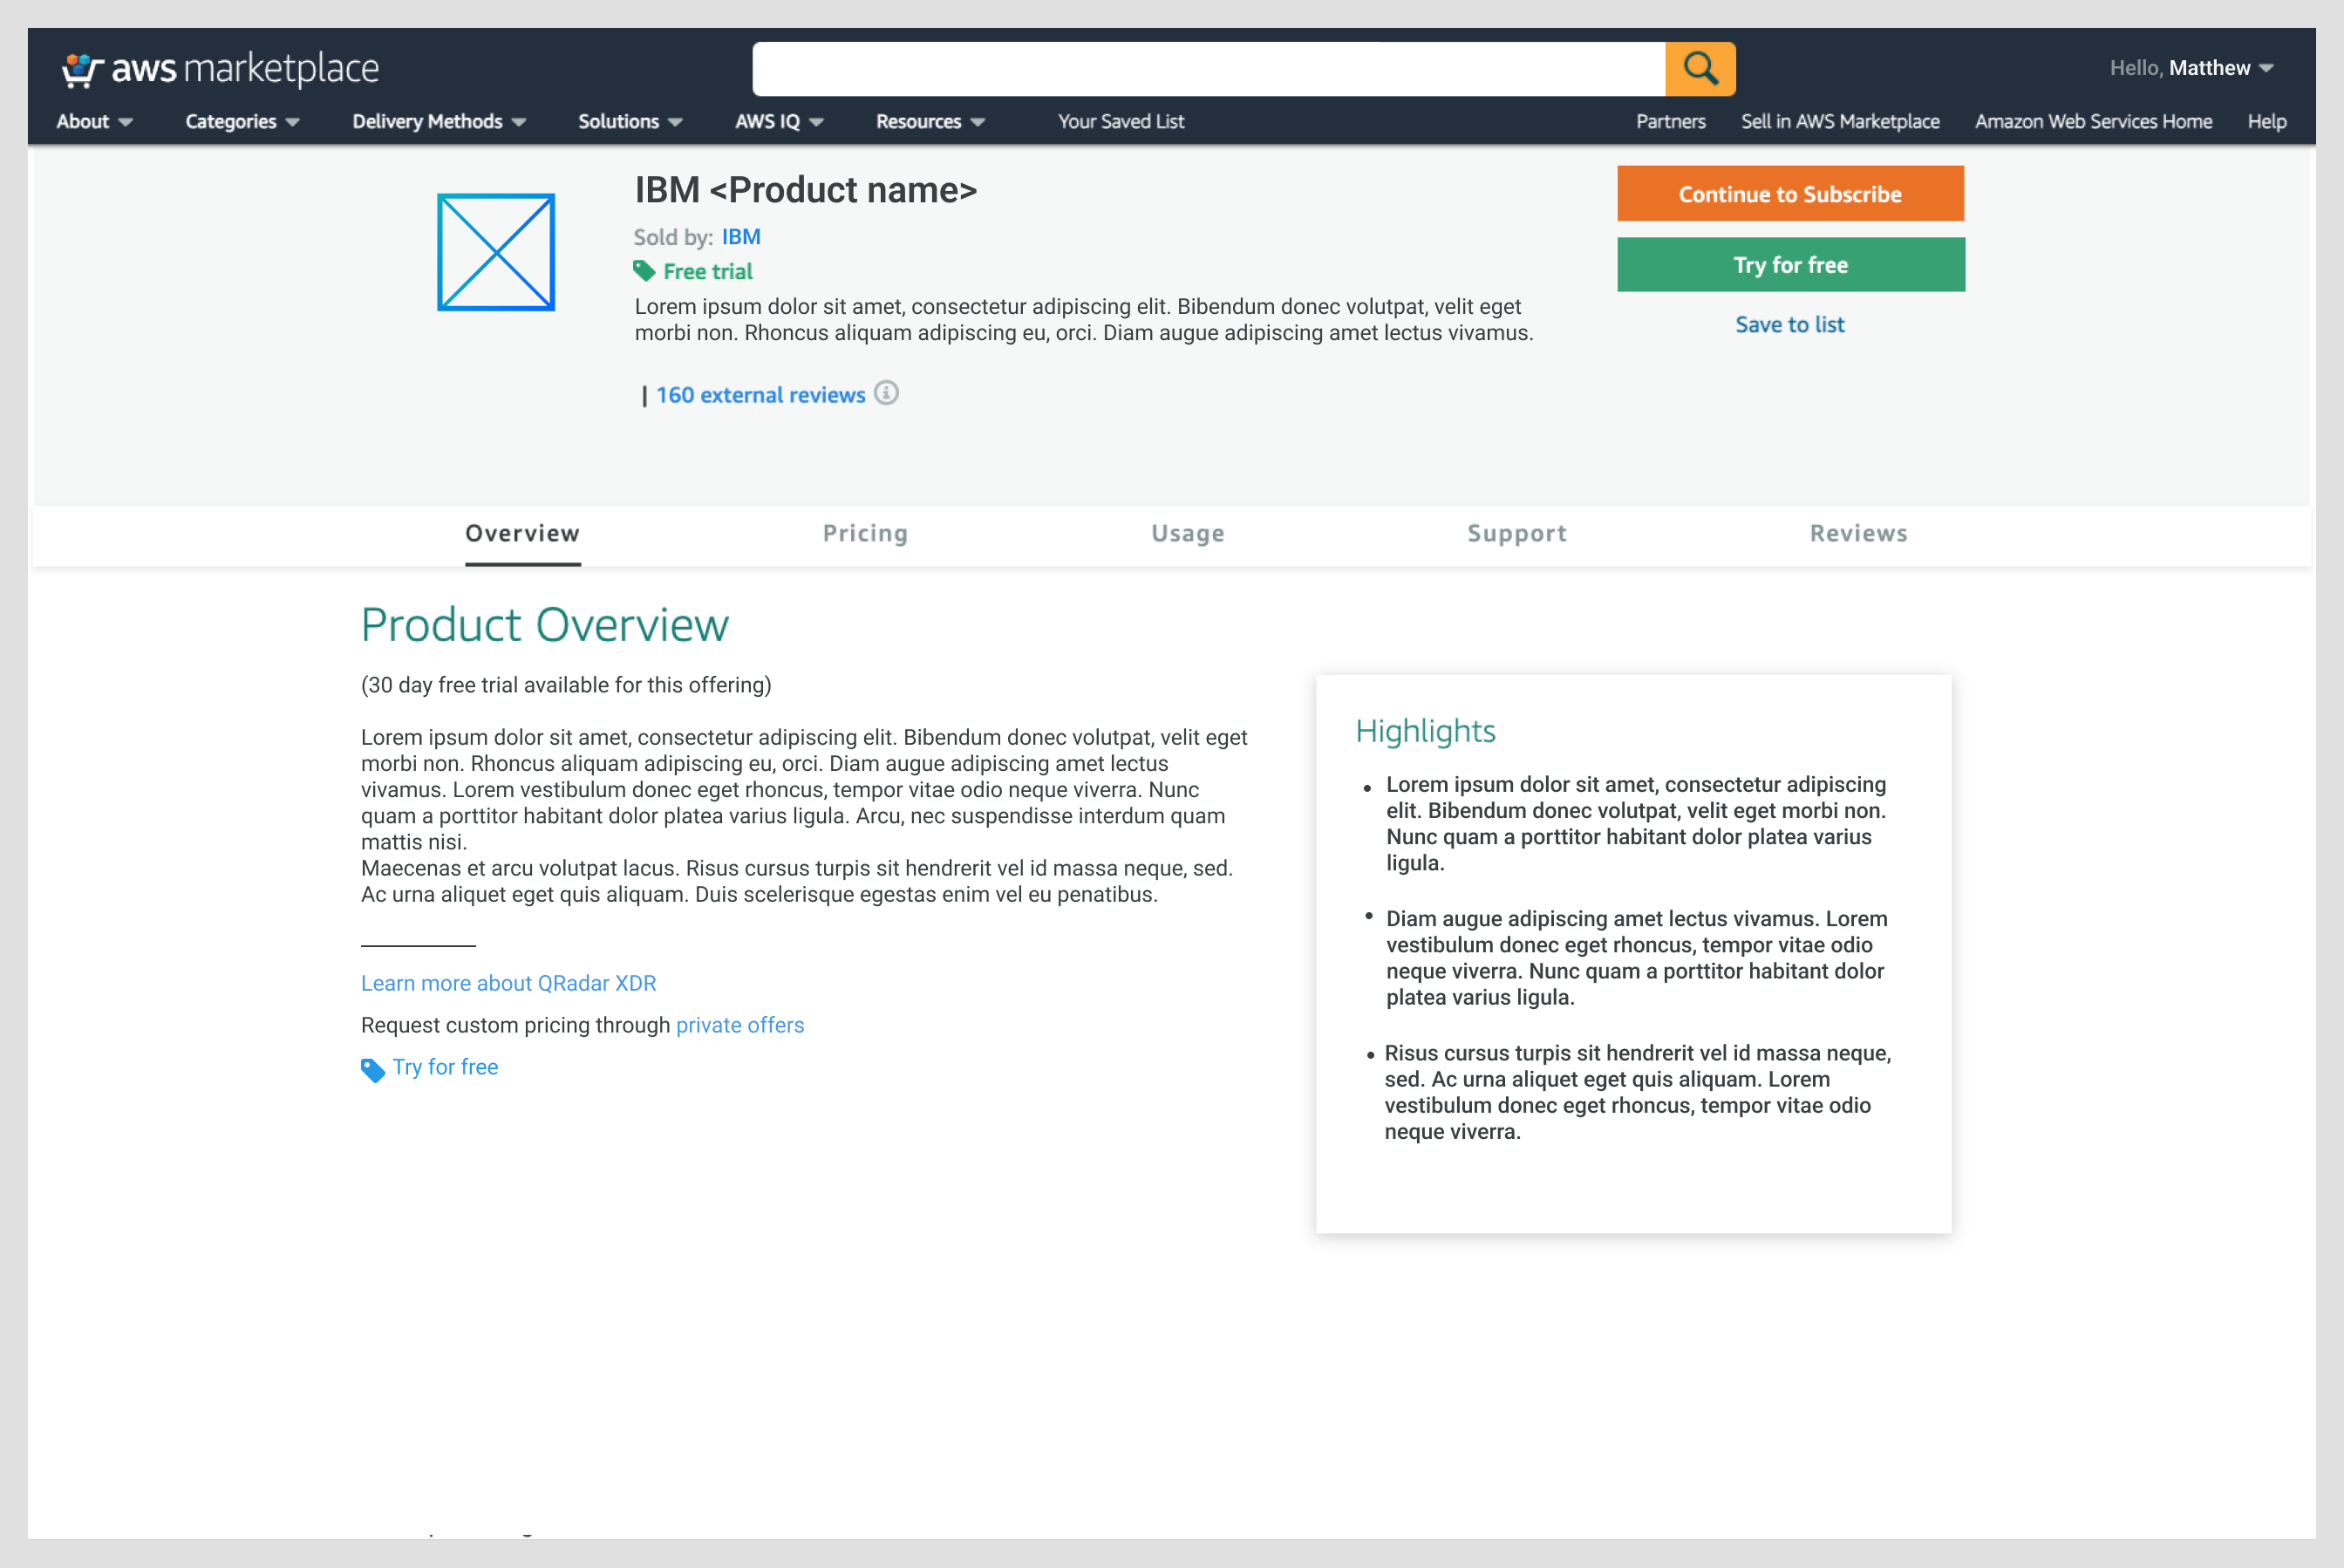 aws marketplace
Hello, Matthew
About Categories Delivery Methods Solutions AWS IQ Resources Your Saved List Partners Sell in AWS Marketplace Amazon Web Services Home Help
IBM <Product name>
Sold by: IBM
Free trial
Lorem ipsum dolor sit amet, consectetur adipiscing elit. Bibendum donec volutpat, velit eget
morbi non. Rhoncus aliquam adipiscing eu, orci. Diam augue adipiscing amet lectus vivamus.
| 160 external reviews
Continue to Subscribe
Try for free
Save to list
Overview Pricing Usage Support Reviews
Product Overview
(30 day free trial available for this offering)
Lorem ipsum dolor sit amet, consectetur adipiscing elit. Bibendum donec volutpat, velit eget
morbi non. Rhoncus aliquam adipiscing eu, orci. Diam augue adipiscing amet lectus
vivamus. Lorem vestibulum donec eget rhoncus, tempor vitae odio neque viverra. Nunc
quam a porttitor habitant dolor platea varius ligula. Arcu, nec suspendisse interdum quam
mattis nisi.
Maecenas et arcu volutpat lacus. Risus cursus turpis sit hendrerit vel id massa neque, sed.
Ac urna aliquet eget quis aliquam. Duis scelerisque egestas enim vel eu penatibus.
Learn more about QRadar XDR
Request custom pricing through private offers
Try for free
Highlights
• Lorem ipsum dolor sit amet, consectetur adipiscing
elit. Bibendum donec volutpat, velit eget morbi non.
Nunc quam a porttitor habitant dolor platea varius
ligula.
• Diam augue adipiscing amet lectus vivamus. Lorem
vestibulum donec eget rhoncus, tempor vitae odio
neque viverra. Nunc quam a porttitor habitant dolor
platea varius ligula.
• Risus cursus turpis sit hendrerit vel id massa neque,
sed. Ac urna aliquet eget quis aliquam. Lorem
vestibulum donec eget rhoncus, tempor vitae odio
neque viverra.